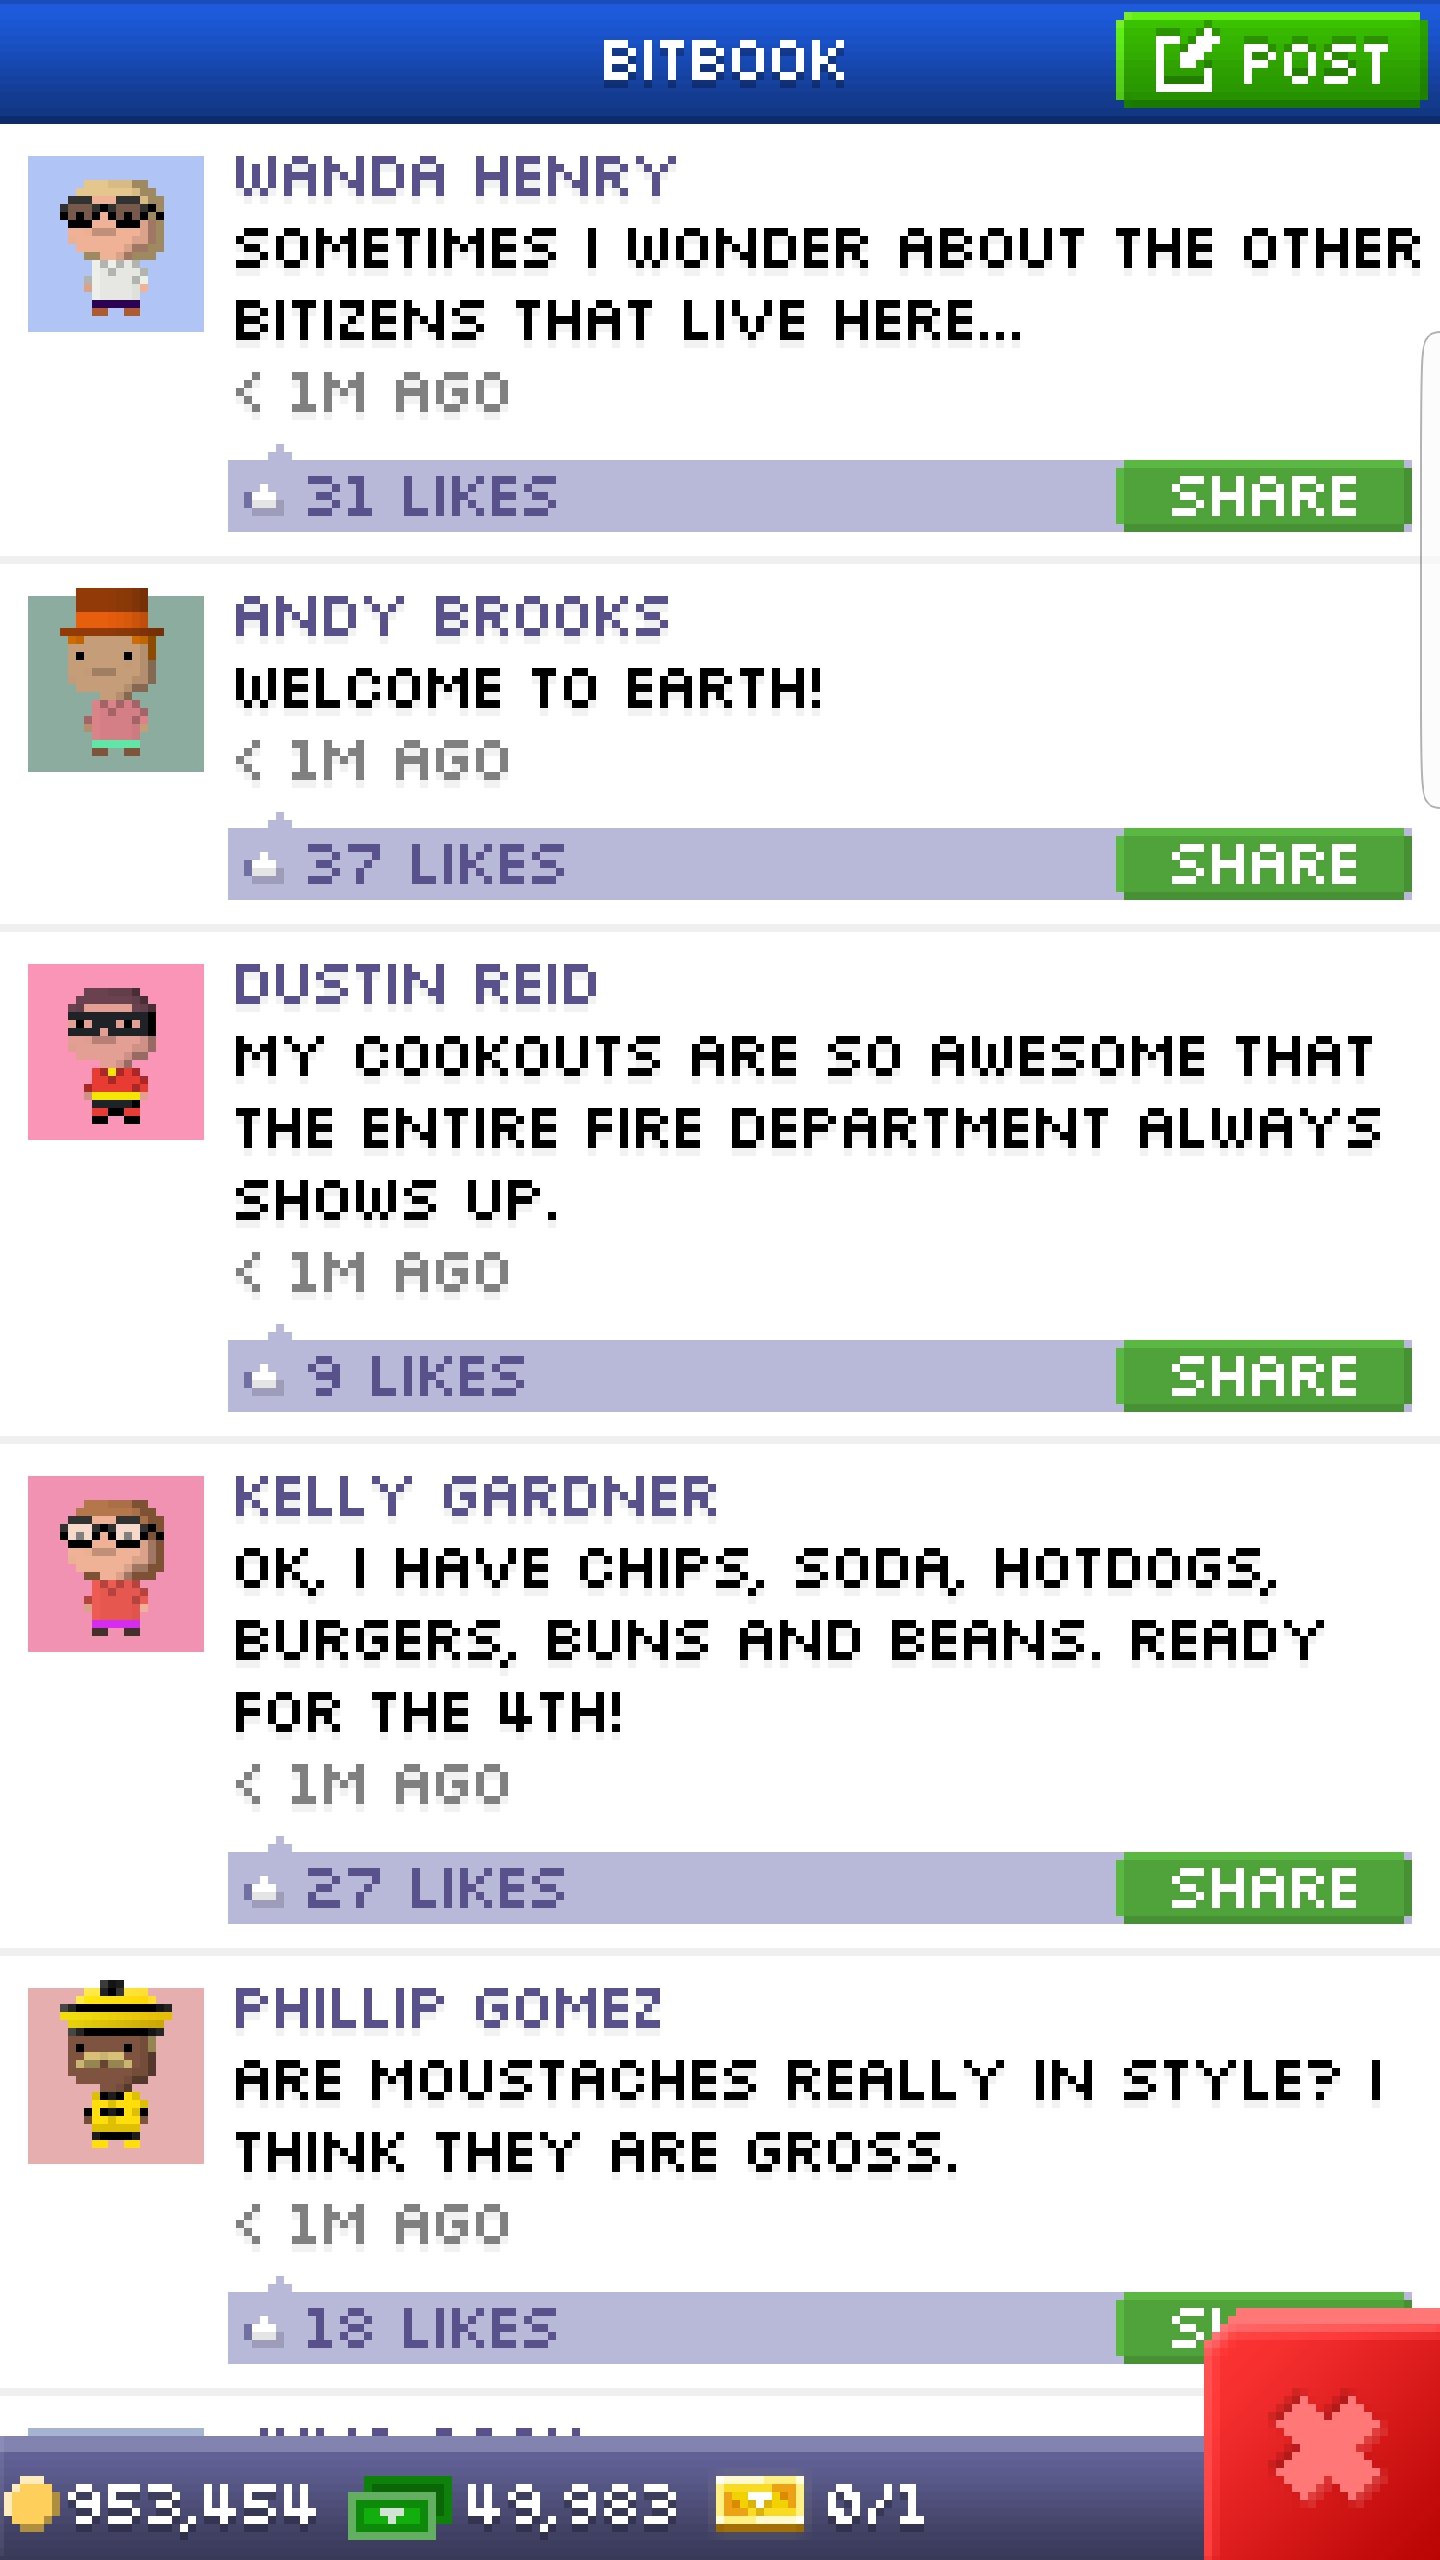 BITBOOK
POST
WANDA HENRY
SOMETIMES I WONDER ABOUT THE OTHER
BITIZENS THAT LIVE HERE...
< 1M AGO
31 LIKES
SHARE
ANDY BROOKS
WELCOME TO EARTH!
< 1M AGO
37 LIKES
SHARE
DUSTIN REID
MY COOKOUTS ARE SO AWESOME THAT
THE ENTIRE FIRE DEPARTMENT ALWAYS
SHOWS UP.
< 1M AGO
9 LIKES
SHARE
KELLY GARDNER
OK, I HAVE CHIPS, SODA, HOTDOGS,
BURGERS, BUNS AND BEANS. READY
FOR THE 4TH!
< 1M AGO
27 LIKES
SHARE
PHILLIP GOMEZ
ARE MOUSTACHES REALLY IN STYLE? I
THINK THEY ARE GROSS.
< 1M AGO
18 LIKES
953,454
49,983
0/1